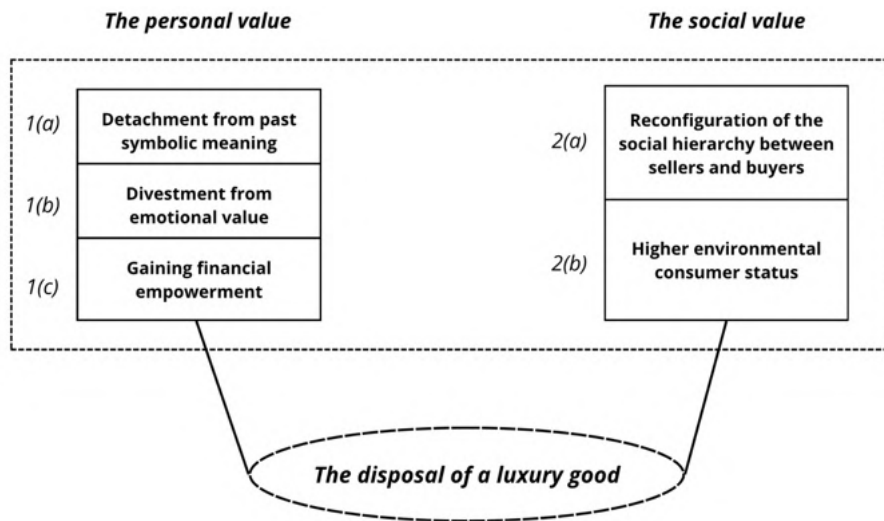 The personal value
The social value
1(a)
Detachment from past
symbolic meaning
1(b)
Divestment from
emotional value
1(c)
Gaining financial
empowerment
2(a)
Reconfiguration of the
social hierarchy between
sellers and buyers
2(b)
Higher environmental
consumer status
The disposal of a luxury good